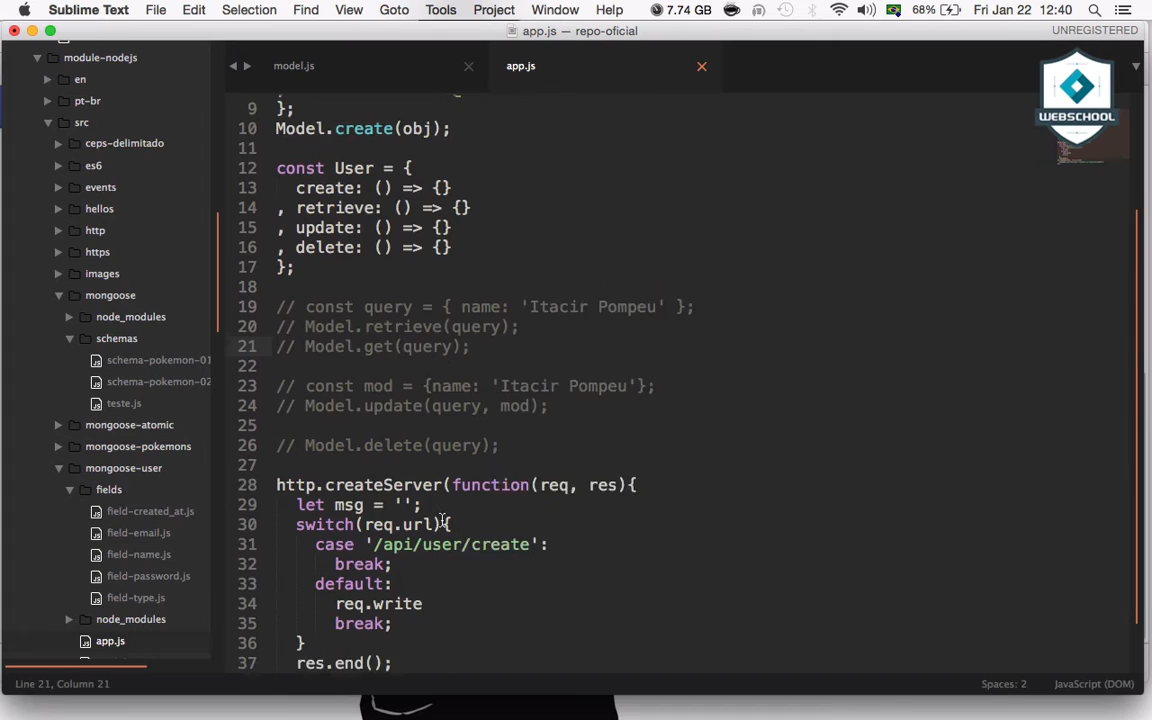 Sublime Text File Edit Selection Find View Goto Tools Project Window Help 7.74 GB 68% Fri Jan 22 12:40
app.js — repo-oficial UNREGISTERED
module-nodejs
en
pt-br
src
ceps-delimitado
es6
events
hellos
http
https
images
mongoose
node_modules
schemas
schema-pokemon-01
schema-pokemon-02
teste.js
mongoose-atomic
mongoose-pokemons
mongoose-user
fields
field-created_at.js
field-email.js
field-name.js
field-password.js
field-type.js
node_modules
app.js
model.js app.js
WEBSCHOOL
9 };
10 Model.create(obj);
11
12 const User = {
13 create: () => {}
14 , retrieve: () => {}
15 , update: () => {}
16 , delete: () => {}
17 };
18
19 // const query = { name: 'Itacir Pompeu' };
20 // Model.retrieve(query);
21 // Model.get(query);
22
23 // const mod = {name: 'Itacir Pompeu'};
24 // Model.update(query, mod);
25
26 // Model.delete(query);
27
28 http.createServer(function(req, res){
29 let msg = '';
30 switch(req.url){
31 case '/api/user/create':
32 break;
33 default:
34 req.write
35 break;
36 }
37 res.end();
Line 21, Column 21 Spaces: 2 JavaScript (DOM)